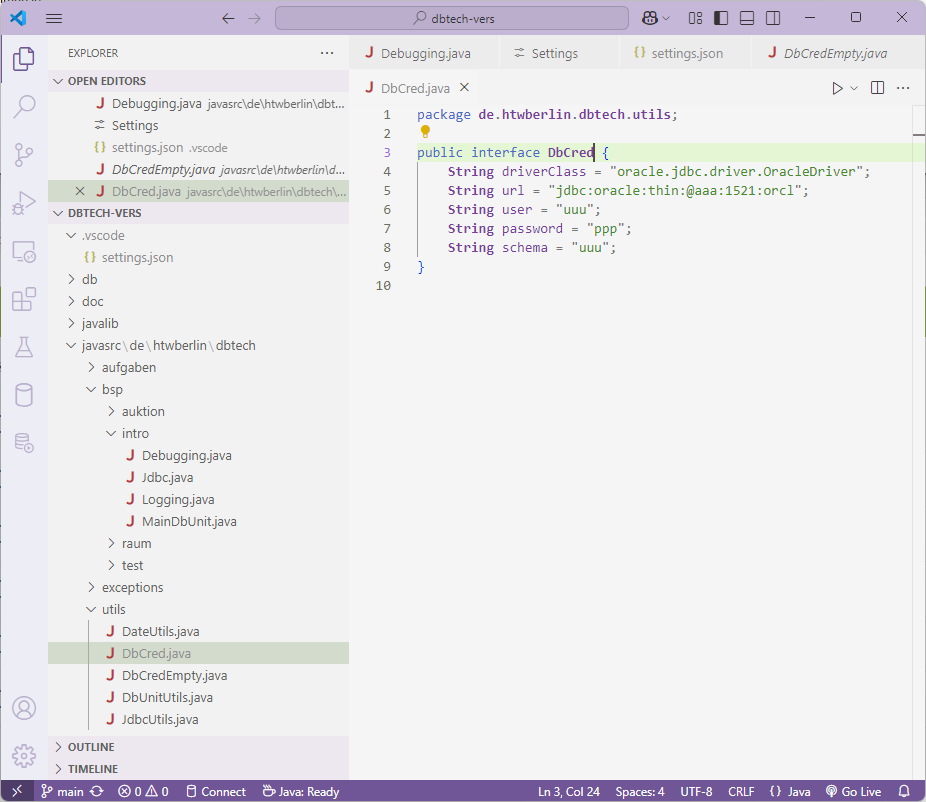 dbtech-vers
EXPLORER
OPEN EDITORS
Debugging.java javasrc\de\htwberlin\dbt...
Settings
settings.json .vscode
DbCredEmpty.java javasrc\de\htwberlin\d...
DbCred.java javasrc\de\htwberlin\dbtech\...
DBTECH-VERS
.vscode
{} settings.json
db
doc
javalib
javasrc\de\htwberlin\dbtech
aufgaben
bsp
auktion
intro
J Debugging.java
J Jdbc.java
J Logging.java
J MainDbUnit.java
raum
test
exceptions
utils
J DateUtils.java
J DbCred.java
J DbCredEmpty.java
J DbUnitUtils.java
J JdbcUtils.java
OUTLINE
TIMELINE
J Debugging.java
Settings
{} settings.json
J DbCredEmpty.java
J DbCred.java
1 package de.htwberlin.dbtech.utils;
2
3 public interface DbCred {
4 String driverClass = "oracle.jdbc.driver.OracleDriver";
5 String url = "jdbc:oracle:thin:@aaa:1521:orcl";
6 String user = "uuu";
7 String password = "ppp";
8 String schema = "uuu";
9 }
10
main 0 0 Connect Java: Ready Ln 3, Col 24 Spaces: 4 UTF-8 CRLF {} Java Go Live